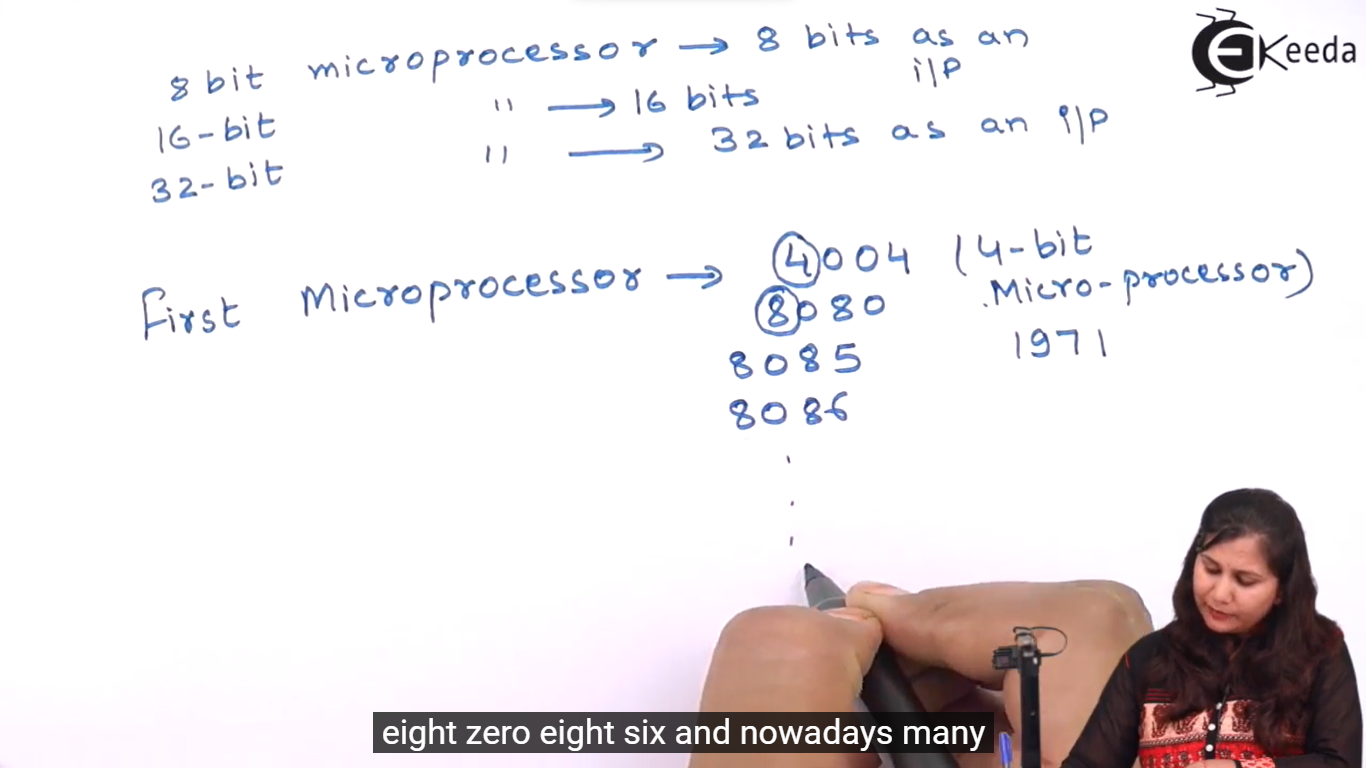 8 bit microprocessor → 8 bits as an i/p
16-bit " → 16 bits
32-bit " → 32 bits as an i/p
EKeeda
First Microprocessor → 4004 (4-bit Micro-processor)
8080 1971
8085
8086
eight zero eight six and nowadays many